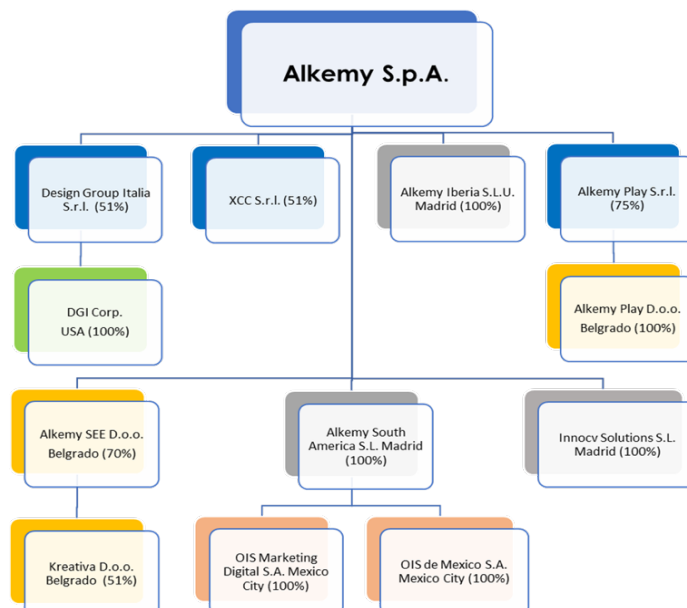 Alkemy S.p.A.
Design Group Italia
S.r.l. (51%)
XCC S.r.l. (51%)
Alkemy Iberia S.L.U.
Madrid (100%)
Alkemy Play S.r.l.
(75%)
DGI Corp.
USA (100%)
Alkemy Play D.o.o.
Belgrado (100%)
Alkemy SEE D.o.o.
Belgrado (70%)
Alkemy South
America S.L. Madrid
(100%)
Innocv Solutions S.L.
Madrid (100%)
Kreativa D.o.o.
Belgrado (51%)
OIS Marketing
Digital S.A. Mexico
City (100%)
OIS de Mexico S.A.
Mexico City (100%)